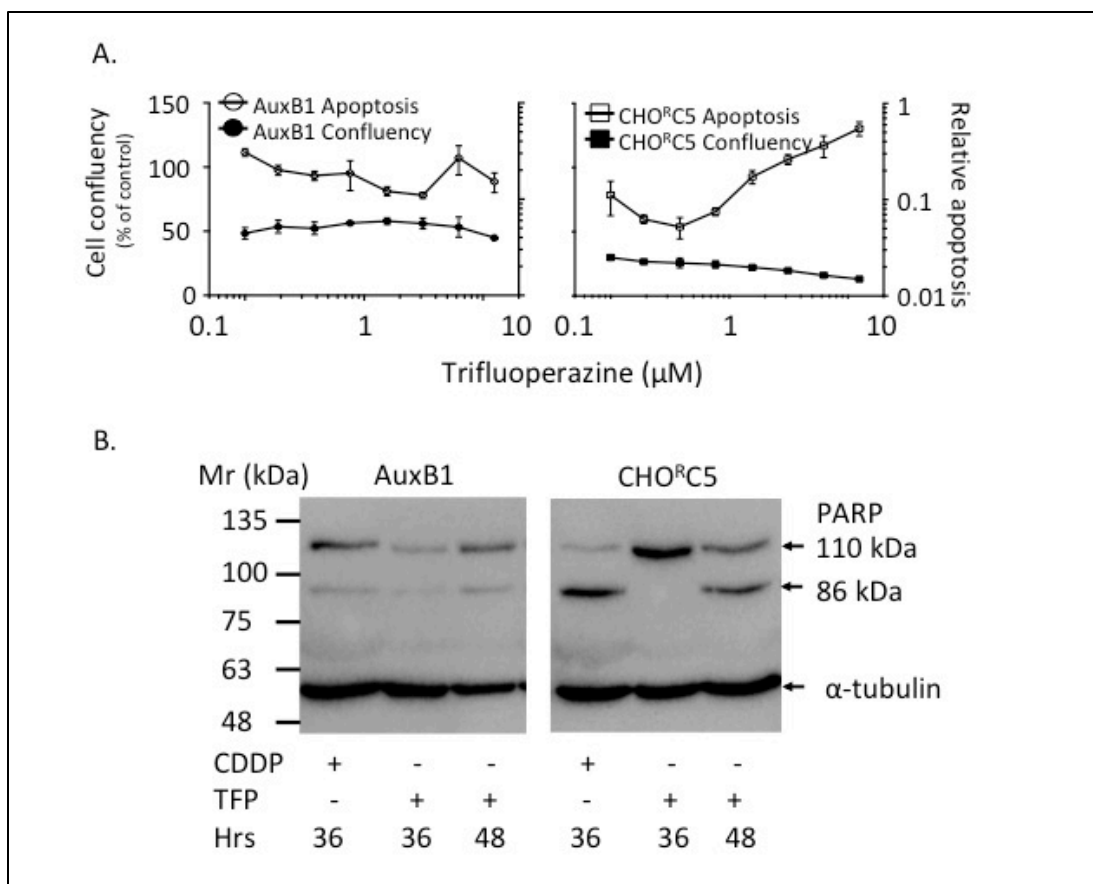 A.
AuxB1 Apoptosis
AuxB1 Confluency
CHOᴿC5 Apoptosis
CHOᴿC5 Confluency
Cell confluency
(% of control)
150
100
50
0
1
0.1
0.01
Relative apoptosis
0.1 1 10
0.1 1 10
Trifluoperazine (µM)
B.
Mr (kDa) AuxB1 CHOᴿC5
135
100
75
63
48
PARP
110 kDa
86 kDa
α-tubulin
CDDP + - - + - -
TFP - + + - + +
Hrs 36 36 48 36 36 48